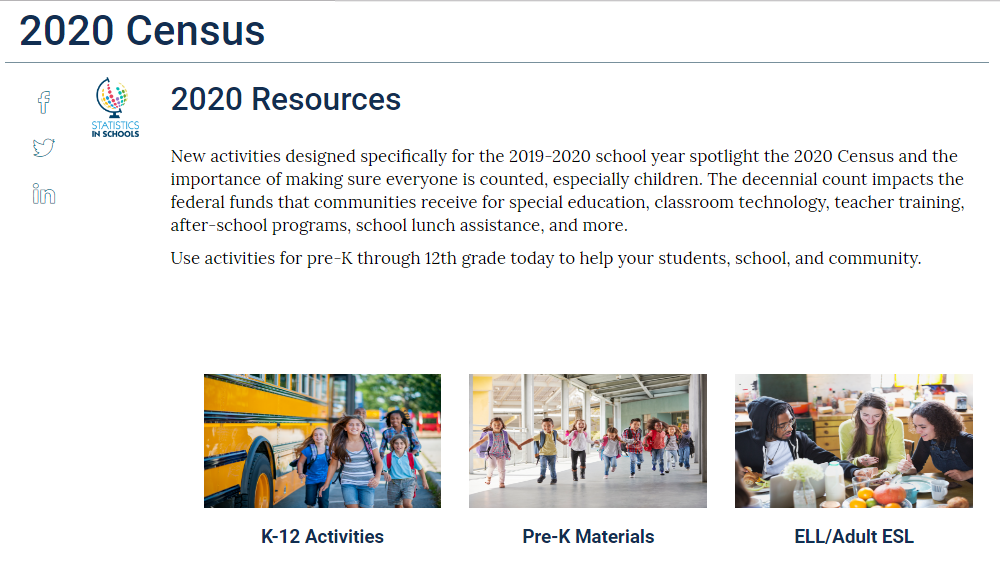 2020 Census
STATISTICS
IN SCHOOLS
2020 Resources
New activities designed specifically for the 2019-2020 school year spotlight the 2020 Census and the
importance of making sure everyone is counted, especially children. The decennial count impacts the
federal funds that communities receive for special education, classroom technology, teacher training,
after-school programs, school lunch assistance, and more.
Use activities for pre-K through 12th grade today to help your students, school, and community.
K-12 Activities
Pre-K Materials
ELL/Adult ESL